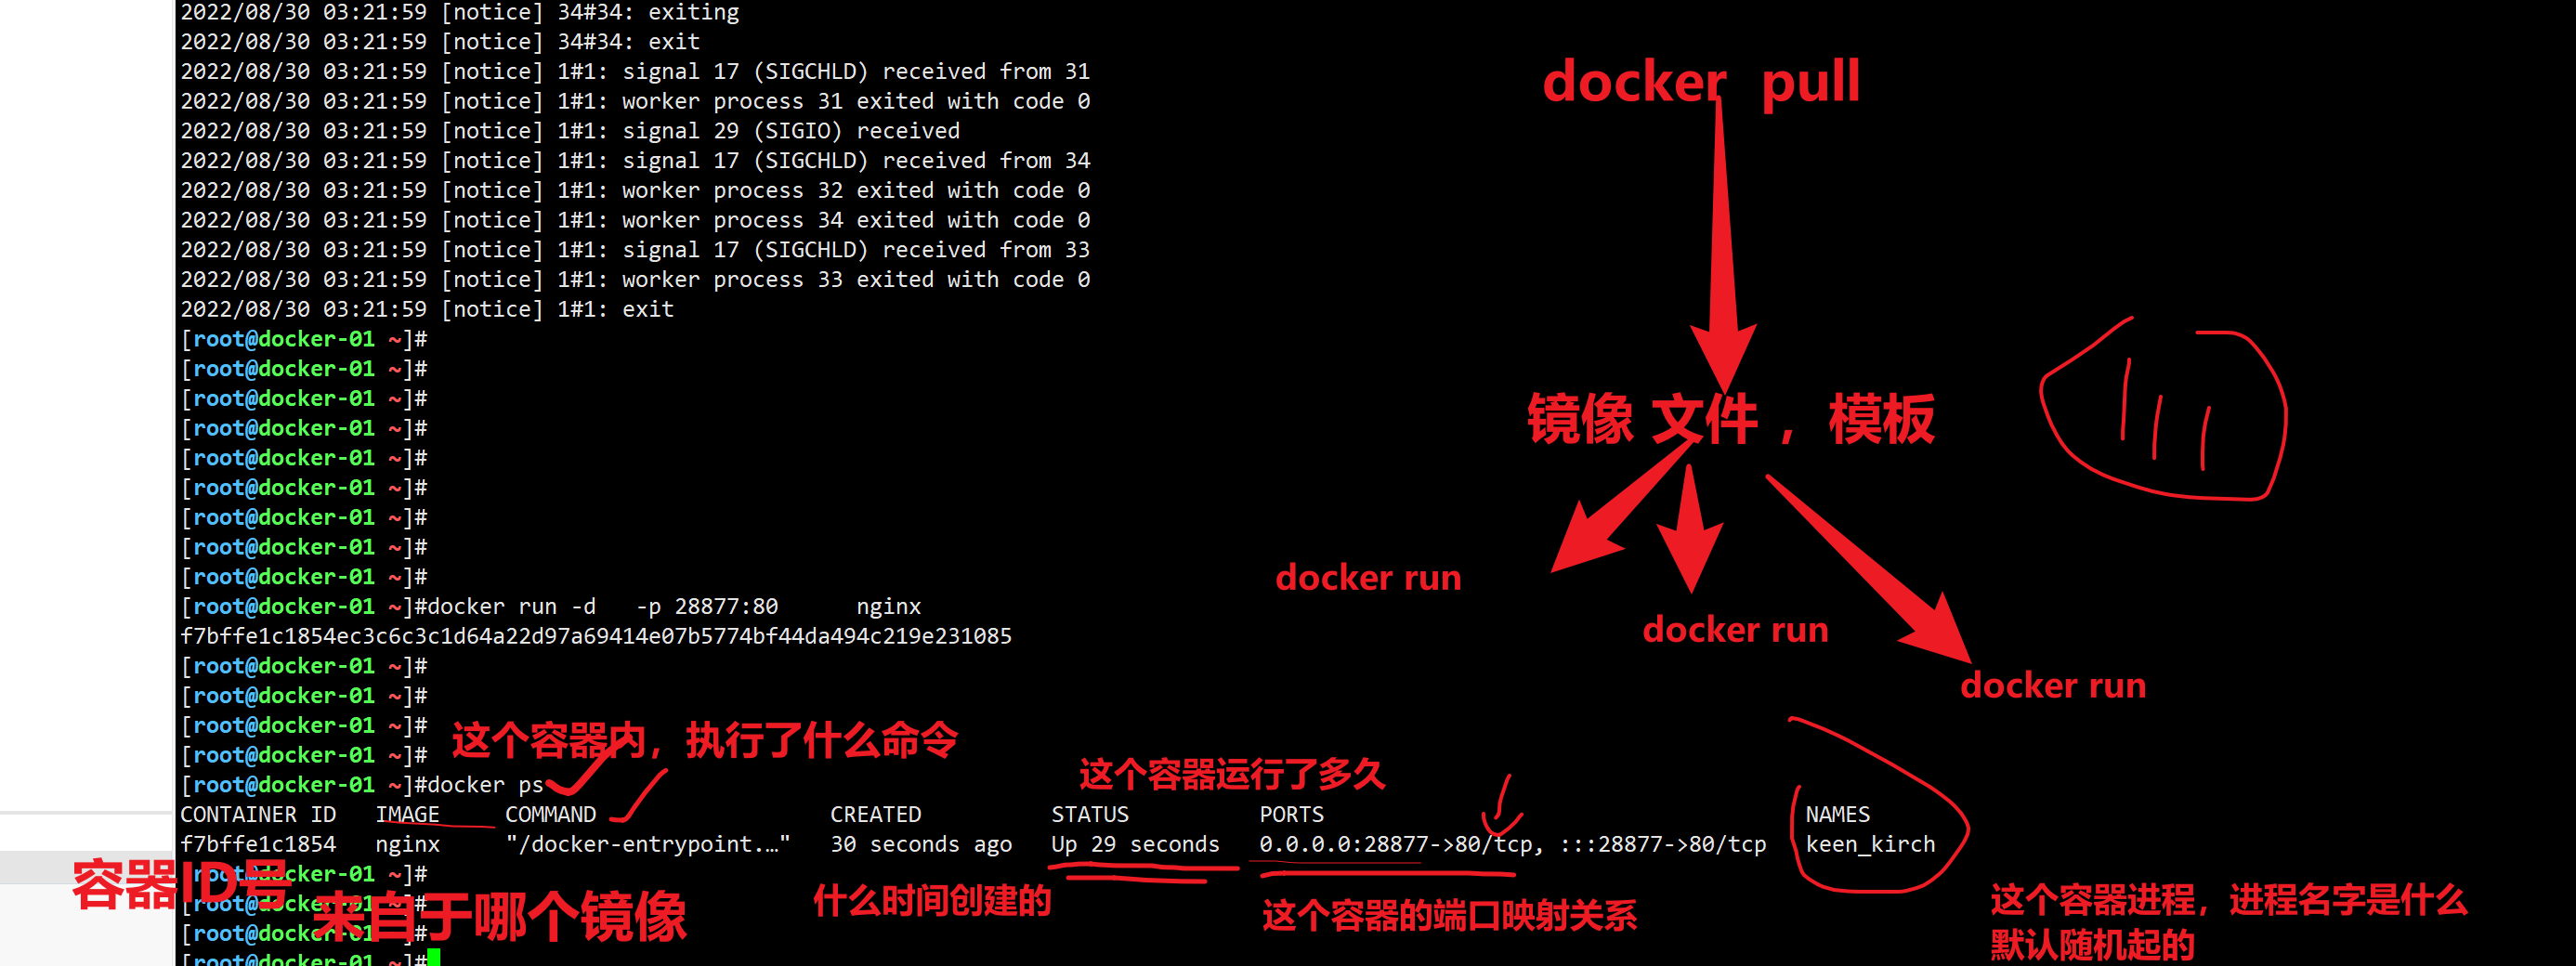 2022/08/30 03:21:59 [notice] 34#34: exiting
2022/08/30 03:21:59 [notice] 34#34: exit
2022/08/30 03:21:59 [notice] 1#1: signal 17 (SIGCHLD) received from 31
2022/08/30 03:21:59 [notice] 1#1: worker process 31 exited with code 0
2022/08/30 03:21:59 [notice] 1#1: signal 29 (SIGIO) received
2022/08/30 03:21:59 [notice] 1#1: signal 17 (SIGCHLD) received from 34
2022/08/30 03:21:59 [notice] 1#1: worker process 32 exited with code 0
2022/08/30 03:21:59 [notice] 1#1: worker process 34 exited with code 0
2022/08/30 03:21:59 [notice] 1#1: signal 17 (SIGCHLD) received from 33
2022/08/30 03:21:59 [notice] 1#1: worker process 33 exited with code 0
2022/08/30 03:21:59 [notice] 1#1: exit
[root@docker-01 ~]#
[root@docker-01 ~]#
[root@docker-01 ~]#
[root@docker-01 ~]#
[root@docker-01 ~]#
[root@docker-01 ~]#
[root@docker-01 ~]#
[root@docker-01 ~]#
[root@docker-01 ~]#
[root@docker-01 ~]#docker run -d   -p 28877:80      nginx
f7bffe1c1854ec3c6c3c1d64a22d97a69414e07b5774bf44da494c219e231085
[root@docker-01 ~]#
[root@docker-01 ~]#
[root@docker-01 ~]#
[root@docker-01 ~]#
这个容器内，执行了什么命令
[root@docker-01 ~]#docker ps
这个容器运行了多久
CONTAINER ID   IMAGE     COMMAND                  CREATED          STATUS          PORTS                                     NAMES
f7bffe1c1854   nginx     "/docker-entrypoint.…"   30 seconds ago   Up 29 seconds   0.0.0.0:28877->80/tcp, :::28877->80/tcp   keen_kirch
[root@docker-01 ~]#
容器ID号
[root@docker-01 ~]#
来自于哪个镜像
什么时间创建的
这个容器的端口映射关系
这个容器进程，进程名字是什么
默认随机起的
[root@docker-01 ~]#
[root@docker-01 ~]#
docker pull
镜像 文件 ，模板
docker run
docker run
docker run